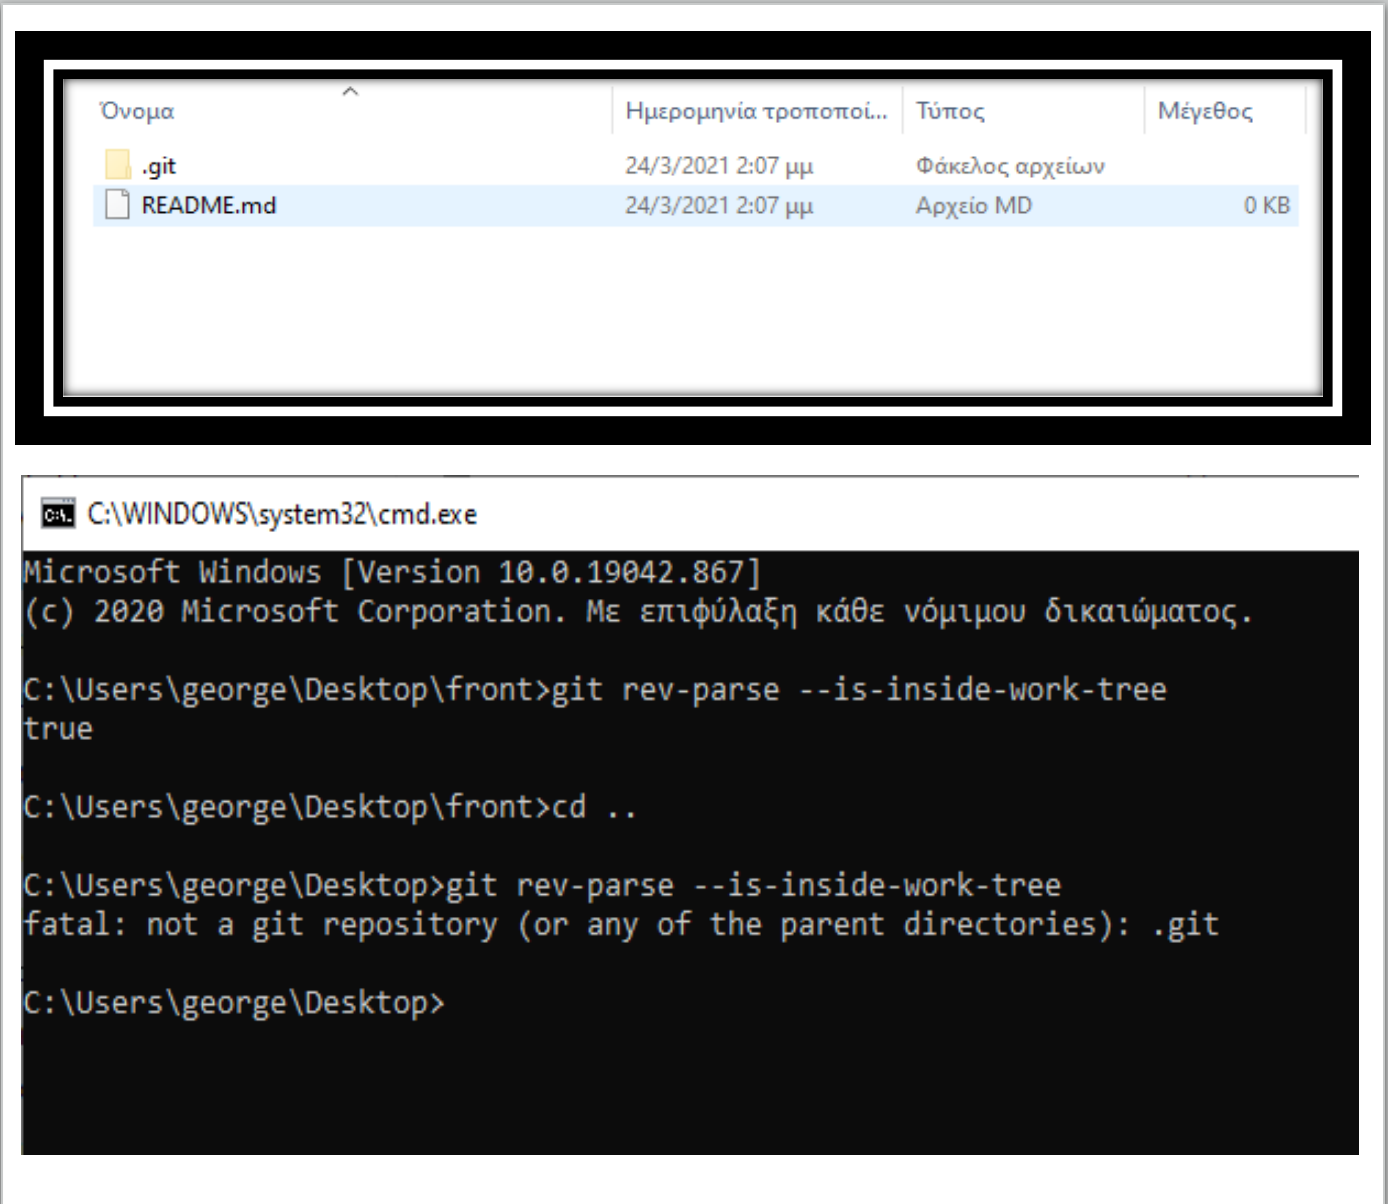 Όνομα Ημερομηνία τροποποί... Τύπος Μέγεθος
.git 24/3/2021 2:07 μμ Φάκελος αρχείων
README.md 24/3/2021 2:07 μμ Αρχείο MD 0 KB
C:\WINDOWS\system32\cmd.exe
Microsoft Windows [Version 10.0.19042.867]
(c) 2020 Microsoft Corporation. Με επιφύλαξη κάθε νόμιμου δικαιώματος.
C:\Users\george\Desktop\front>git rev-parse --is-inside-work-tree
true
C:\Users\george\Desktop\front>cd ..
C:\Users\george\Desktop>git rev-parse --is-inside-work-tree
fatal: not a git repository (or any of the parent directories): .git
C:\Users\george\Desktop>